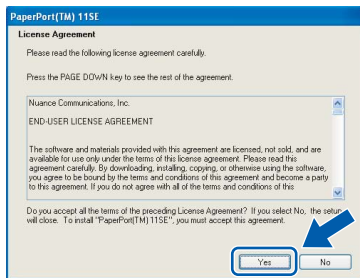 PaperPort(TM) 11SE
License Agreement
Please read the following license agreement carefully.
Press the PAGE DOWN key to see the rest of the agreement.
Nuance Communications, Inc.
END-USER LICENSE AGREEMENT
The software and materials provided with this agreement are licensed, not sold, and are
available for use only under the terms of this license agreement. Please read this
agreement carefully. By downloading, installing, copying, or otherwise using the software,
you agree to be bound by the terms and conditions of this agreement and become a party
to this agreement. If you do not agree with all of the terms and conditions of this
Do you accept all the terms of the preceding License Agreement? If you select No, the setup
will close. To install "PaperPort(TM) 11SE", you must accept this agreement.
Yes
No